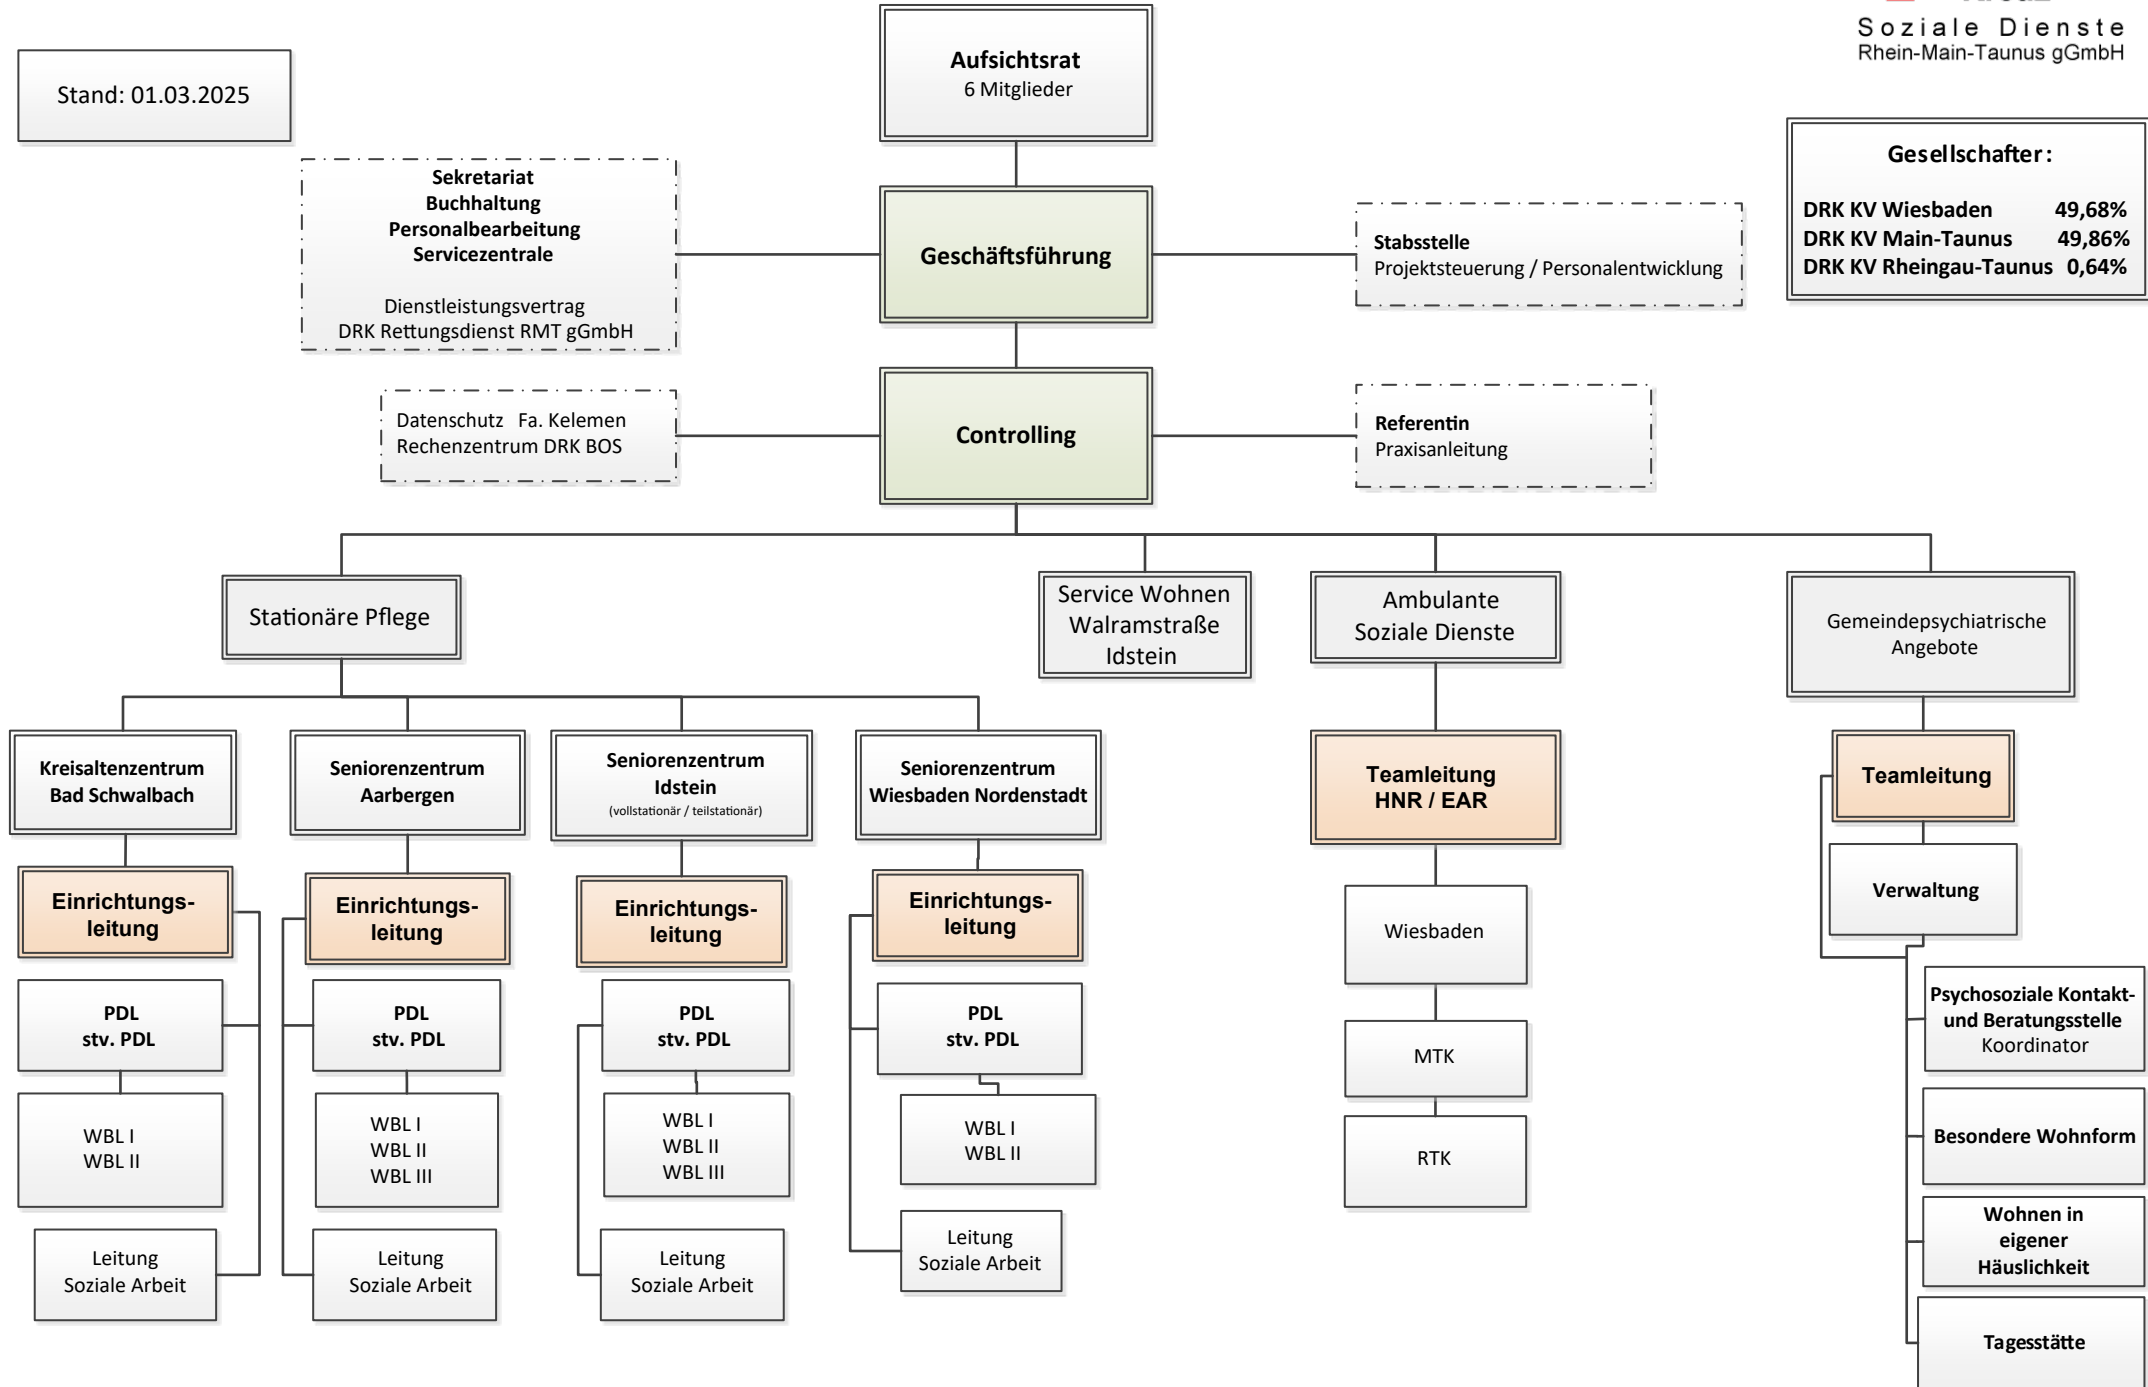 Soziale Dienste
Rhein-Main-Taunus gGmbH
Stand: 01.03.2025
Aufsichtsrat
6 Mitglieder
Gesellschafter:
DRK KV Wiesbaden 49,68%
DRK KV Main-Taunus 49,86%
DRK KV Rheingau-Taunus 0,64%
Sekretariat
Buchhaltung
Personalbearbeitung
Servicezentrale
Dienstleistungsvertrag
DRK Rettungsdienst RMT gGmbH
Geschäftsführung
Stabsstelle
Projektsteuerung / Personalentwicklung
Datenschutz Fa. Kelemen
Rechenzentrum DRK BOS
Controlling
Referentin
Praxisanleitung
Stationäre Pflege
Service Wohnen
Walramstraße
Idstein
Ambulante
Soziale Dienste
Gemeindepsychiatrische
Angebote
Kreisaltenzentrum
Bad Schwalbach
Seniorenzentrum
Aarbergen
Seniorenzentrum
Idstein
(vollstationär / teilstationär)
Seniorenzentrum
Wiesbaden Nordenstadt
Teamleitung
HNR / EAR
Teamleitung
Einrichtungs-
leitung
Einrichtungs-
leitung
Einrichtungs-
leitung
Einrichtungs-
leitung
Wiesbaden
Verwaltung
PDL
stv. PDL
PDL
stv. PDL
PDL
stv. PDL
PDL
stv. PDL
MTK
Psychosoziale Kontakt-
und Beratungsstelle
Koordinator
WBL I
WBL II
WBL I
WBL II
WBL III
WBL I
WBL II
WBL III
WBL I
WBL II
RTK
Besondere Wohnform
Leitung
Soziale Arbeit
Leitung
Soziale Arbeit
Leitung
Soziale Arbeit
Leitung
Soziale Arbeit
Wohnen in
eigener
Häuslichkeit
Tagesstätte